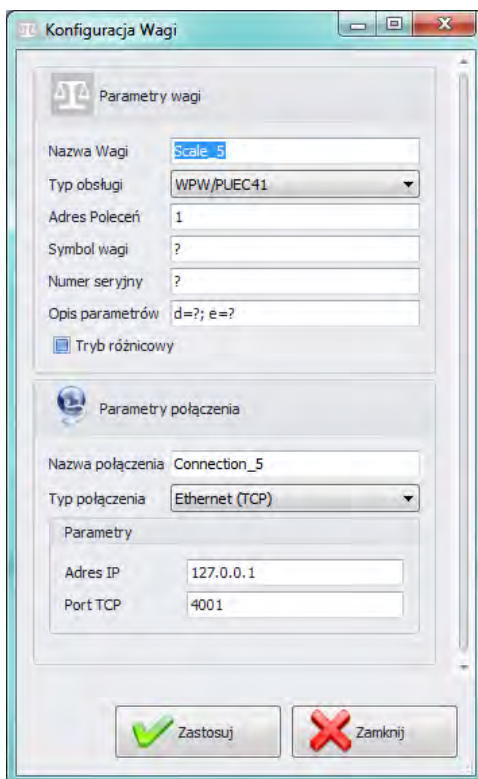 Konfiguracja Wagi
Parametry wagi
Nazwa Wagi Scale_5
Typ obsługi WPW/PUEC41
Adres Poleceń 1
Symbol wagi ?
Numer seryjny ?
Opis parametrów d=?; e=?
Tryb różnicowy
Parametry połączenia
Nazwa połączenia Connection_5
Typ połączenia Ethernet (TCP)
Parametry
Adres IP 127.0.0.1
Port TCP 4001
Zastosuj Zamknij